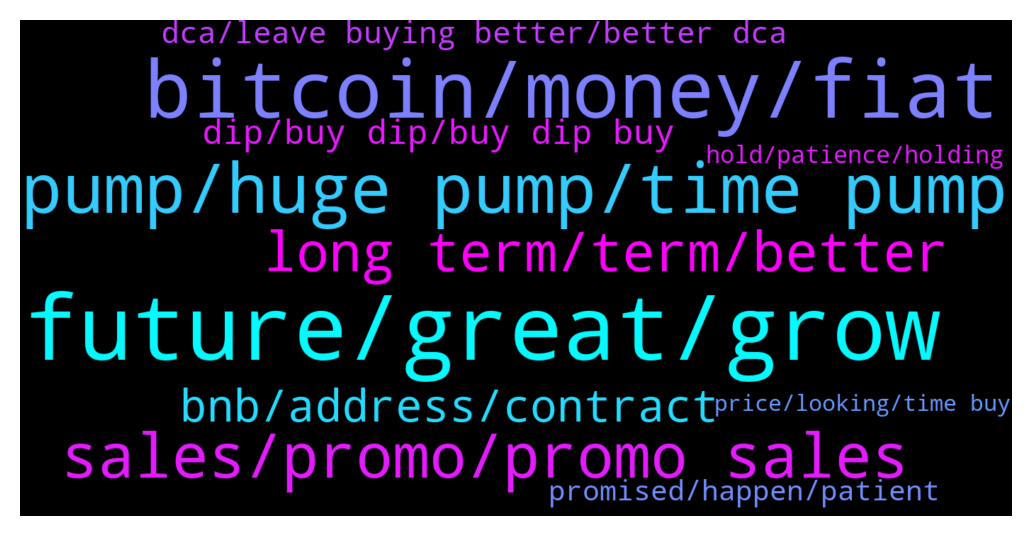 dca/leave buying better/better dca
bitcoin/money/fiat
dip/buy dip/buy dip buy
hold/patience/holding
pump/huge pump/time pump
long term/term/better
future/great/grow
bnb/address/contract
price/looking/time buy
sales/promo/promo sales
promised/happen/patient